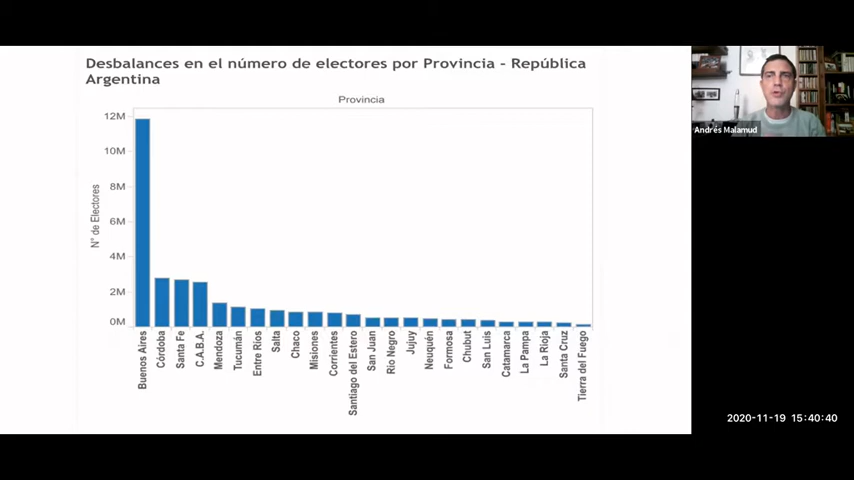 Desbalances en el número de electores por Provincia - República
Argentina
Provincia
12M
10M
8M
6M
4M
2M
0M
N° de Electores
Buenos Aires
Córdoba
Santa Fe
C.A.B.A.
Mendoza
Tucumán
Entre Ríos
Salta
Chaco
Misiones
Corrientes
Santiago del Estero
San Juan
Río Negro
Jujuy
Neuquén
Formosa
Chubut
San Luis
Catamarca
La Pampa
La Rioja
Santa Cruz
Tierra del Fuego
Andrés Malamud
2020-11-19 15:40:40